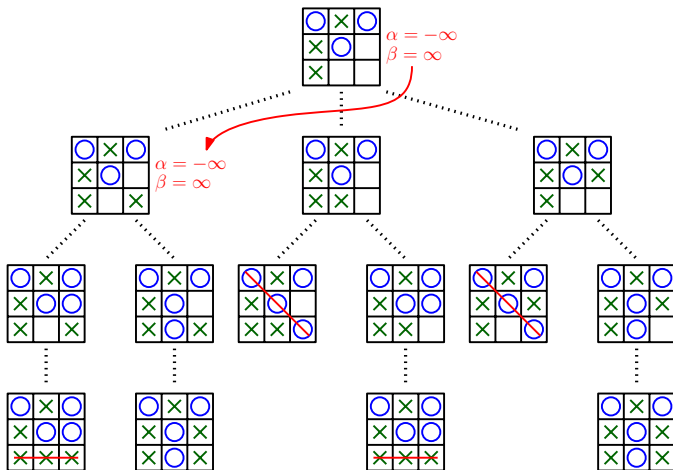 α = −∞
β = ∞
α = −∞
β = ∞